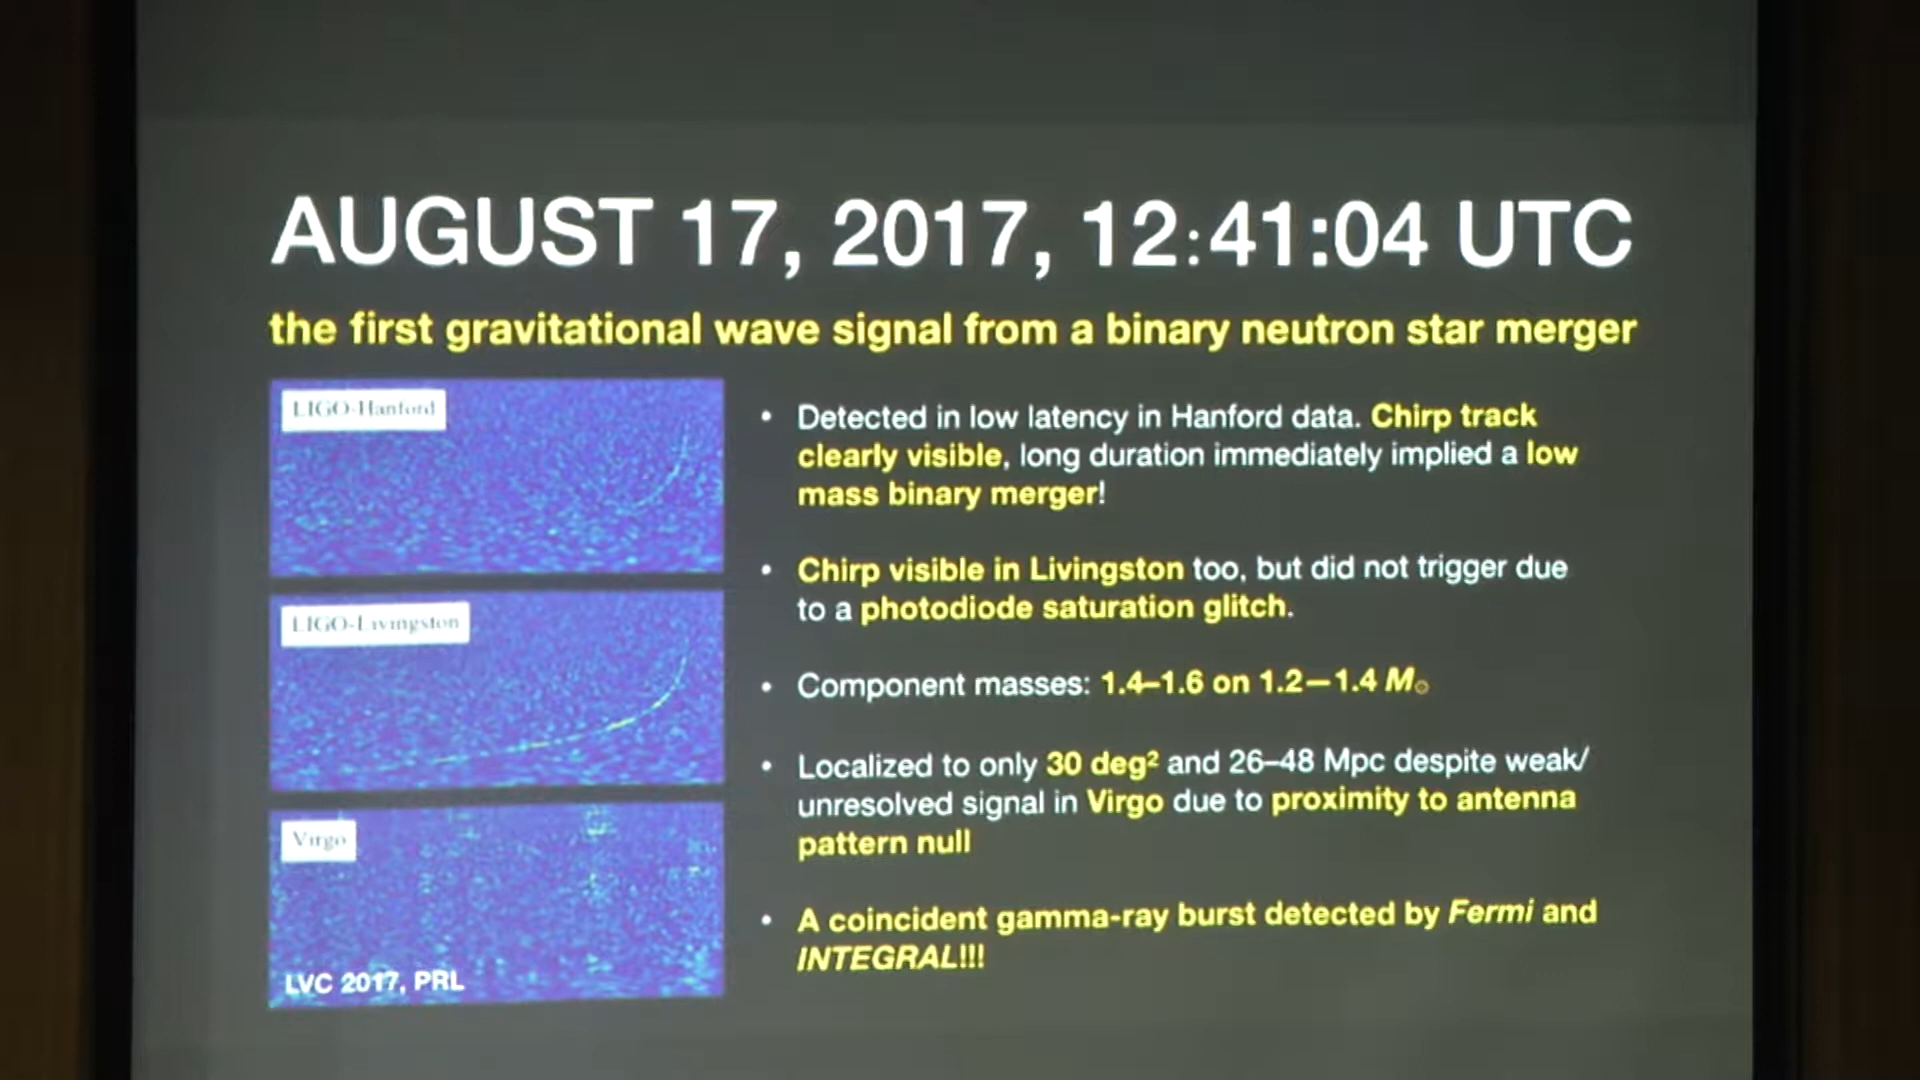 AUGUST 17, 2017, 12:41:04 UTC
the first gravitational wave signal from a binary neutron star merger
LIGO-Hanford
LIGO-Livingston
Virgo
LVC 2017, PRL
• Detected in low latency in Hanford data. Chirp track
clearly visible, long duration immediately implied a low
mass binary merger!
• Chirp visible in Livingston too, but did not trigger due
to a photodiode saturation glitch.
• Component masses: 1.4–1.6 on 1.2–1.4 M☉
• Localized to only 30 deg² and 26–48 Mpc despite weak/
unresolved signal in Virgo due to proximity to antenna
pattern null
• A coincident gamma-ray burst detected by Fermi and
INTEGRAL!!!